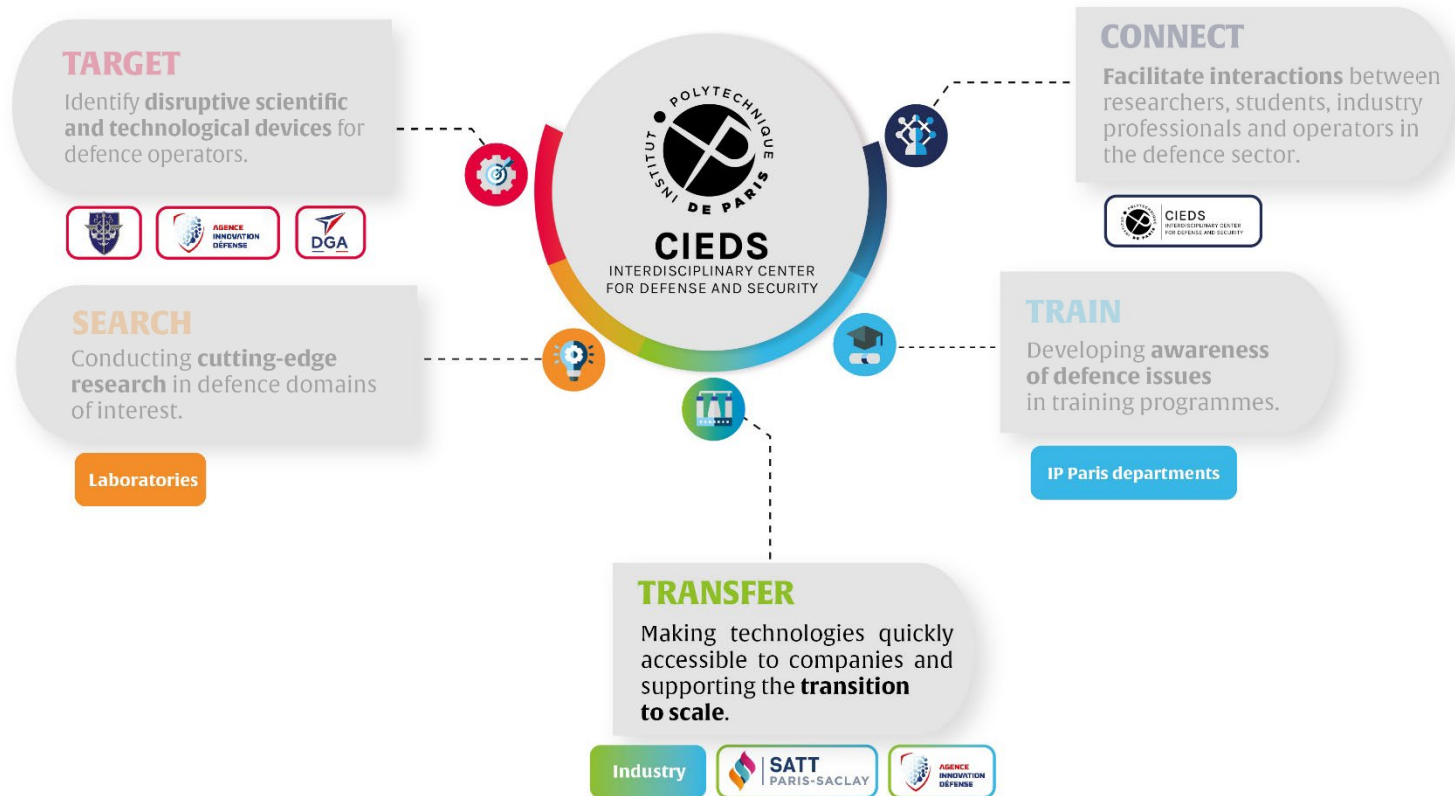 TARGET
Identify disruptive scientific
and technological devices for
defence operators.
AGENCE
INNOVATION
DÉFENSE
DGA
SEARCH
Conducting cutting-edge
research in defence domains
of interest.
Laboratories
INSTITUT POLYTECHNIQUE
DE PARIS
CIEDS
INTERDISCIPLINARY CENTER
FOR DEFENSE AND SECURITY
CONNECT
Facilitate interactions between
researchers, students, industry
professionals and operators in
the defence sector.
INSTITUT POLYTECHNIQUE
DE PARIS
CIEDS
INTERDISCIPLINARY CENTER
FOR DEFENSE AND SECURITY
TRAIN
Developing awareness
of defence issues
in training programmes.
IP Paris departments
TRANSFER
Making technologies quickly
accessible to companies and
supporting the transition
to scale.
Industry
SATT
PARIS-SACLAY
AGENCE
INNOVATION
DÉFENSE